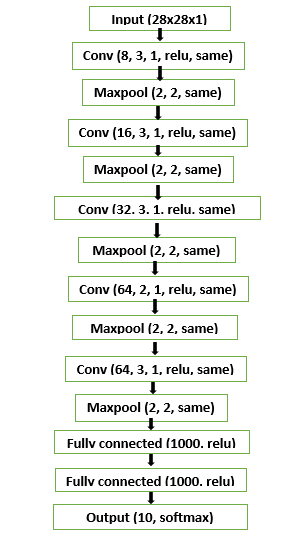 Input (28x28x1)
Conv (8, 3, 1, relu, same)
Maxpool (2, 2, same)
Conv (16, 3, 1, relu, same)
Maxpool (2, 2, same)
Conv (32, 3, 1, relu, same)
Maxpool (2, 2, same)
Conv (64, 2, 1, relu, same)
Maxpool (2, 2, same)
Conv (64, 3, 1, relu, same)
Maxpool (2, 2, same)
Fully connected (1000, relu)
Fully connected (1000, relu)
Output (10, softmax)